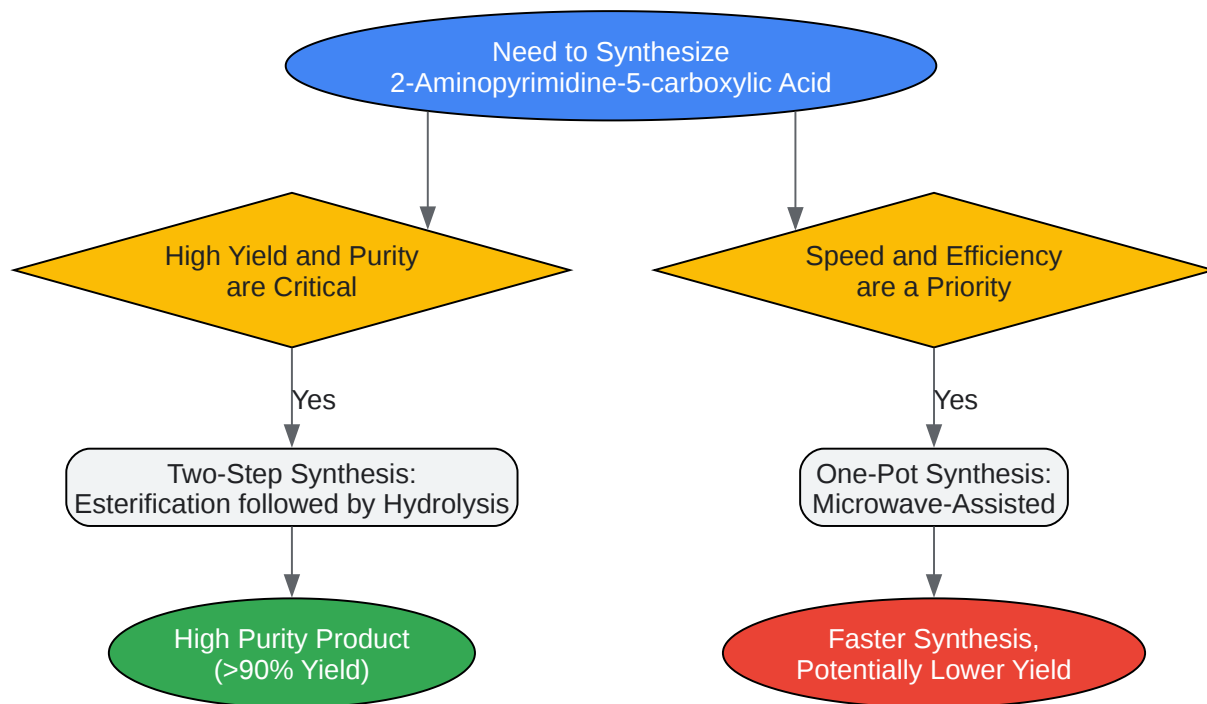 Need to Synthesize
2-Aminopyrimidine-5-carboxylic Acid
High Yield and Purity
are Critical
Speed and Efficiency
are a Priority
Yes
Yes
Two-Step Synthesis:
Esterification followed by Hydrolysis
One-Pot Synthesis:
Microwave-Assisted
High Purity Product
(>90% Yield)
Faster Synthesis,
Potentially Lower Yield